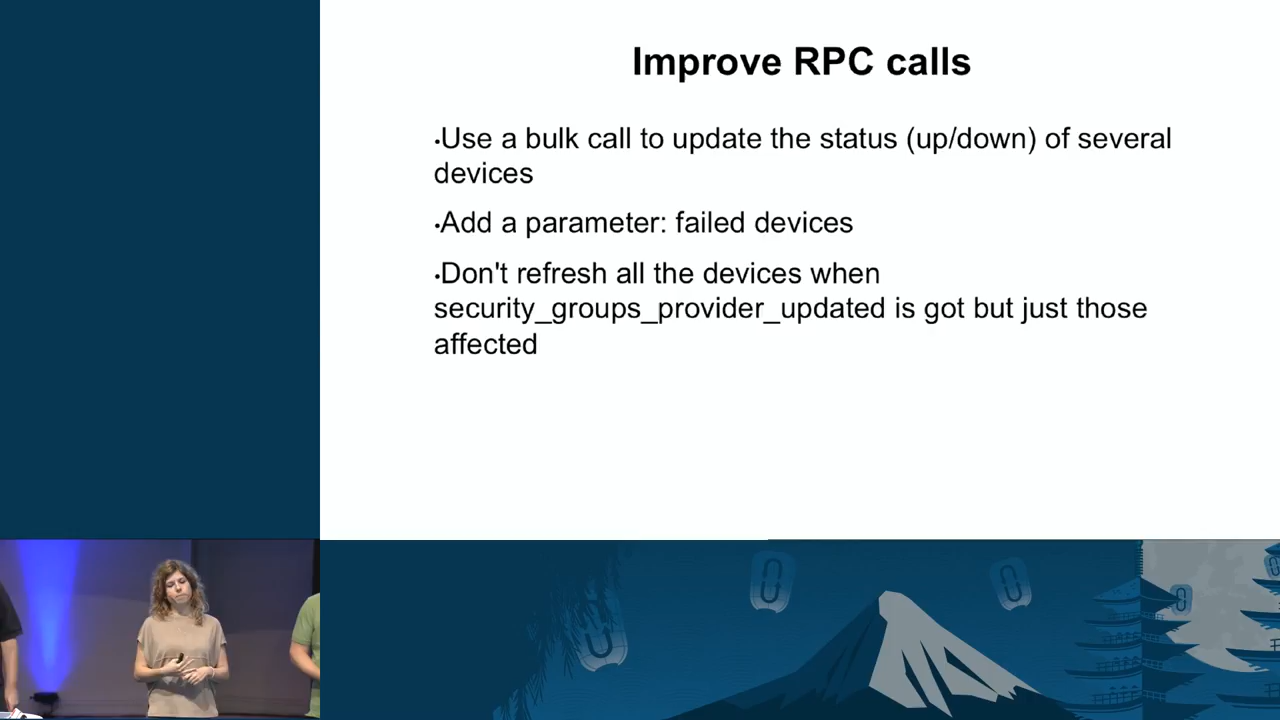 Improve RPC calls
•Use a bulk call to update the status (up/down) of several
devices
•Add a parameter: failed devices
•Don't refresh all the devices when
security_groups_provider_updated is got but just those
affected